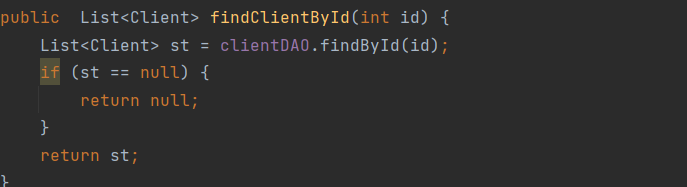 public  List<Client> findClientById(int id) {
    List<Client> st = clientDAO.findById(id);
    if (st == null) {
        return null;
    }
    return st;
}